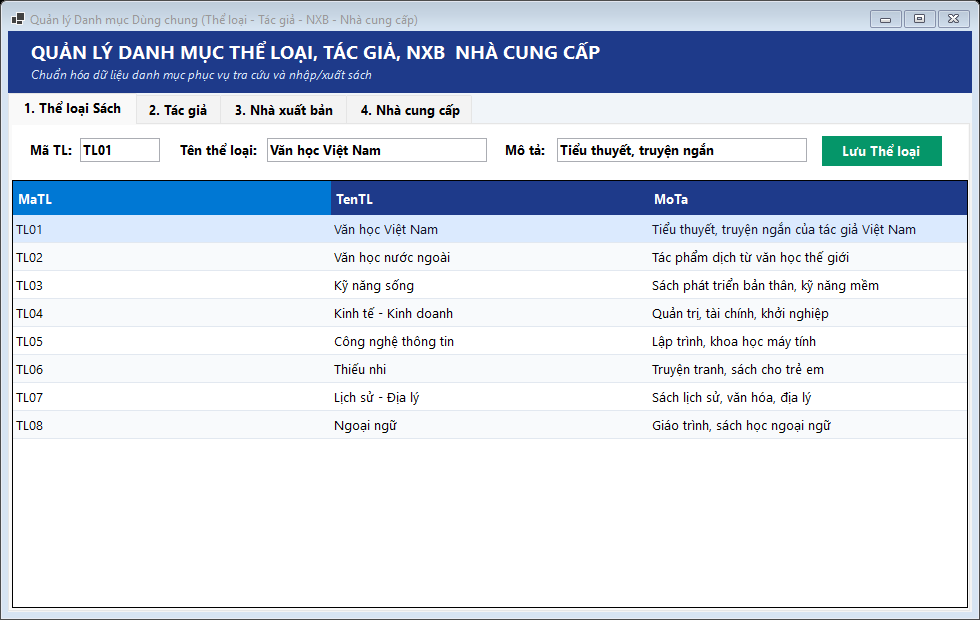 Quản lý Danh mục Dùng chung (Thể loại - Tác giả - NXB - Nhà cung cấp)
QUẢN LÝ DANH MỤC THỂ LOẠI, TÁC GIẢ, NXB  NHÀ CUNG CẤP
Chuẩn hóa dữ liệu danh mục phục vụ tra cứu và nhập/xuất sách
1. Thể loại Sách 2. Tác giả 3. Nhà xuất bản 4. Nhà cung cấp
Mã TL: TL01 Tên thể loại: Văn học Việt Nam Mô tả: Tiểu thuyết, truyện ngắn Lưu Thể loại
MaTL TenTL MoTa
TL01 Văn học Việt Nam Tiểu thuyết, truyện ngắn của tác giả Việt Nam
TL02 Văn học nước ngoài Tác phẩm dịch từ văn học thế giới
TL03 Kỹ năng sống Sách phát triển bản thân, kỹ năng mềm
TL04 Kinh tế - Kinh doanh Quản trị, tài chính, khởi nghiệp
TL05 Công nghệ thông tin Lập trình, khoa học máy tính
TL06 Thiếu nhi Truyện tranh, sách cho trẻ em
TL07 Lịch sử - Địa lý Sách lịch sử, văn hóa, địa lý
TL08 Ngoại ngữ Giáo trình, sách học ngoại ngữ